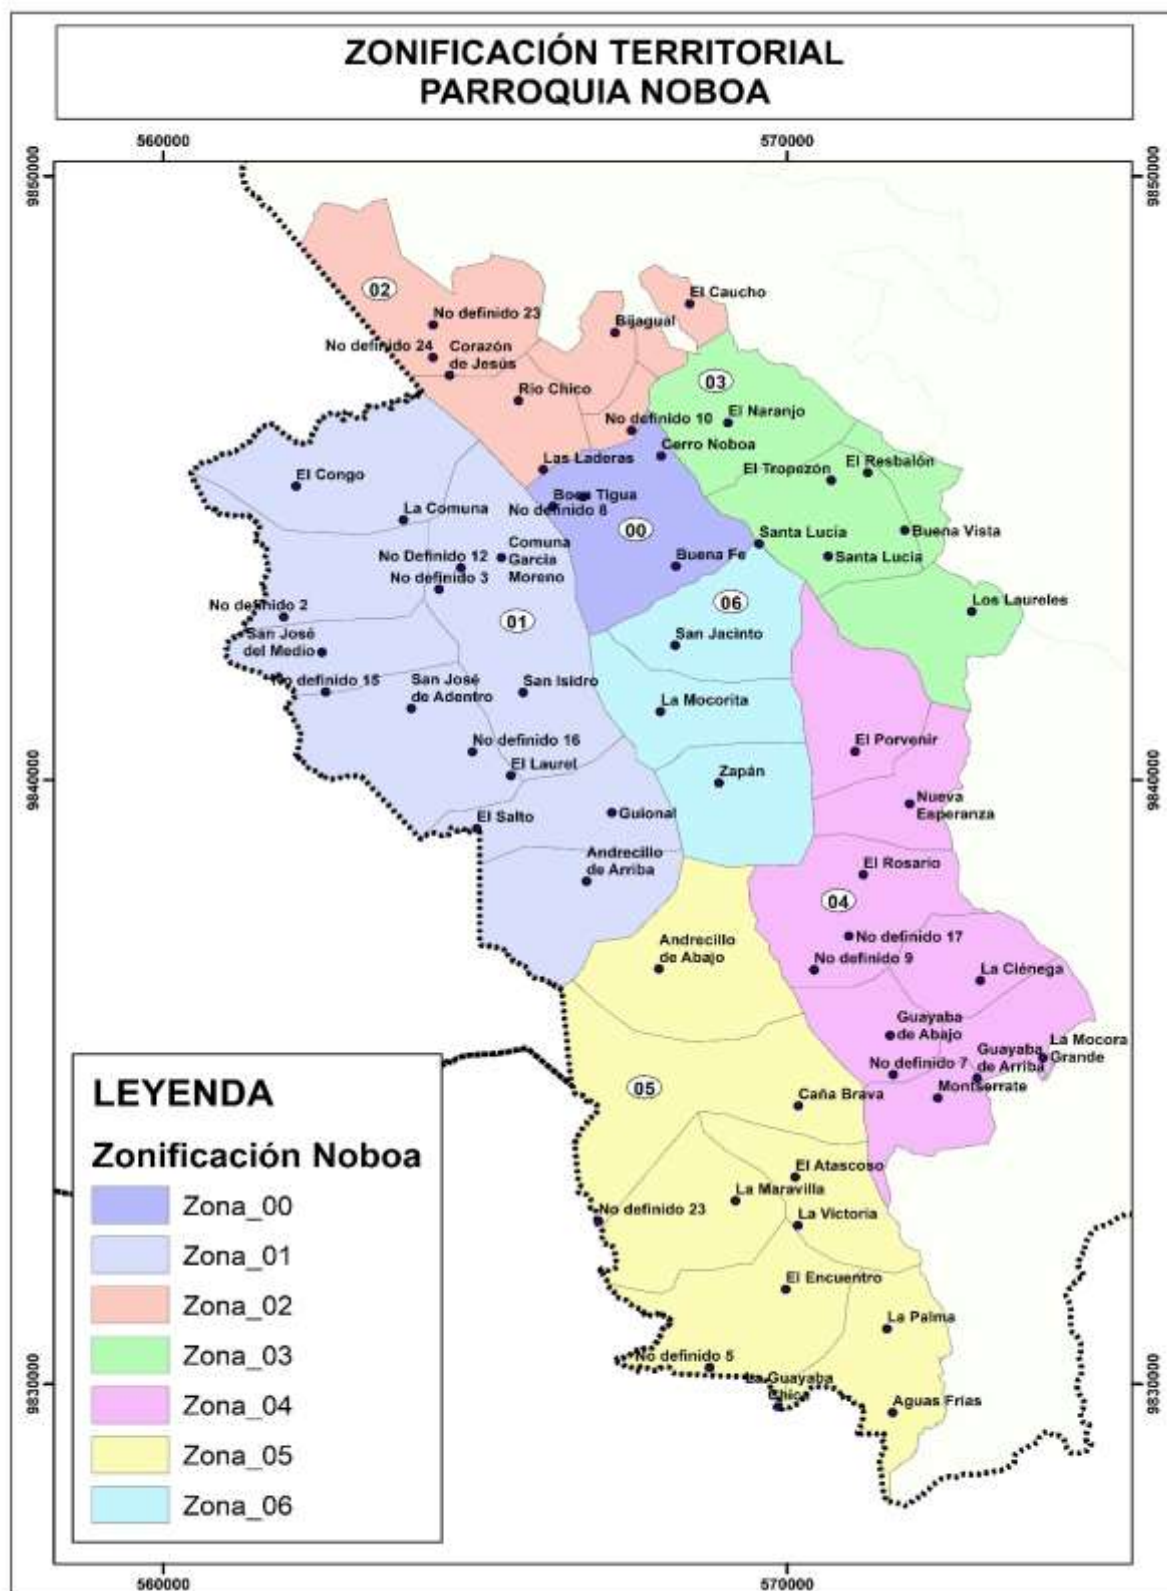 ZONIFICACIÓN TERRITORIAL
PARROQUIA NOBOA
560000
570000
9850000
9850000
02
El Caucho
No definido 23
Bijagual
No definido 24
Corazón
de Jesús
03
Rio Chico
El Naranjo
No definido 10
Cerro Noboa
Las Laderas
El Tropezón
El Resbalón
El Congo
Boca Tigua
No definido 8
La Comuna
00
Santa Lucia
Buena Vista
No Definido 12
Comuna
Garcia
Moreno
Buena Fe
Santa Lucia
No definido 3
No definido 2
06
Los Laureles
01
San José
del Medio
San Jacinto
No definido 15
San José
de Adentro
San Isidro
La Mocorita
No definido 16
El Porvenir
El Laurel
Zapán
9840000
9840000
Nueva
Esperanza
El Salto
Guional
Andrecillo
de Arriba
El Rosario
04
Andrecillo
de Abajo
No definido 17
No definido 9
La Ciénega
Guayaba
de Abajo
La Mocora
Grande
Guayaba
de Arriba
No definido 7
Montserrate
05
Caña Brava
El Atascoso
La Maravilla
No definido 23
La Victoria
El Encuentro
La Palma
No definido 5
La Guayaba
Chica
Aguas Frías
9830000
9830000
LEYENDA
Zonificación Noboa
Zona_00
Zona_01
Zona_02
Zona_03
Zona_04
Zona_05
Zona_06
560000
570000